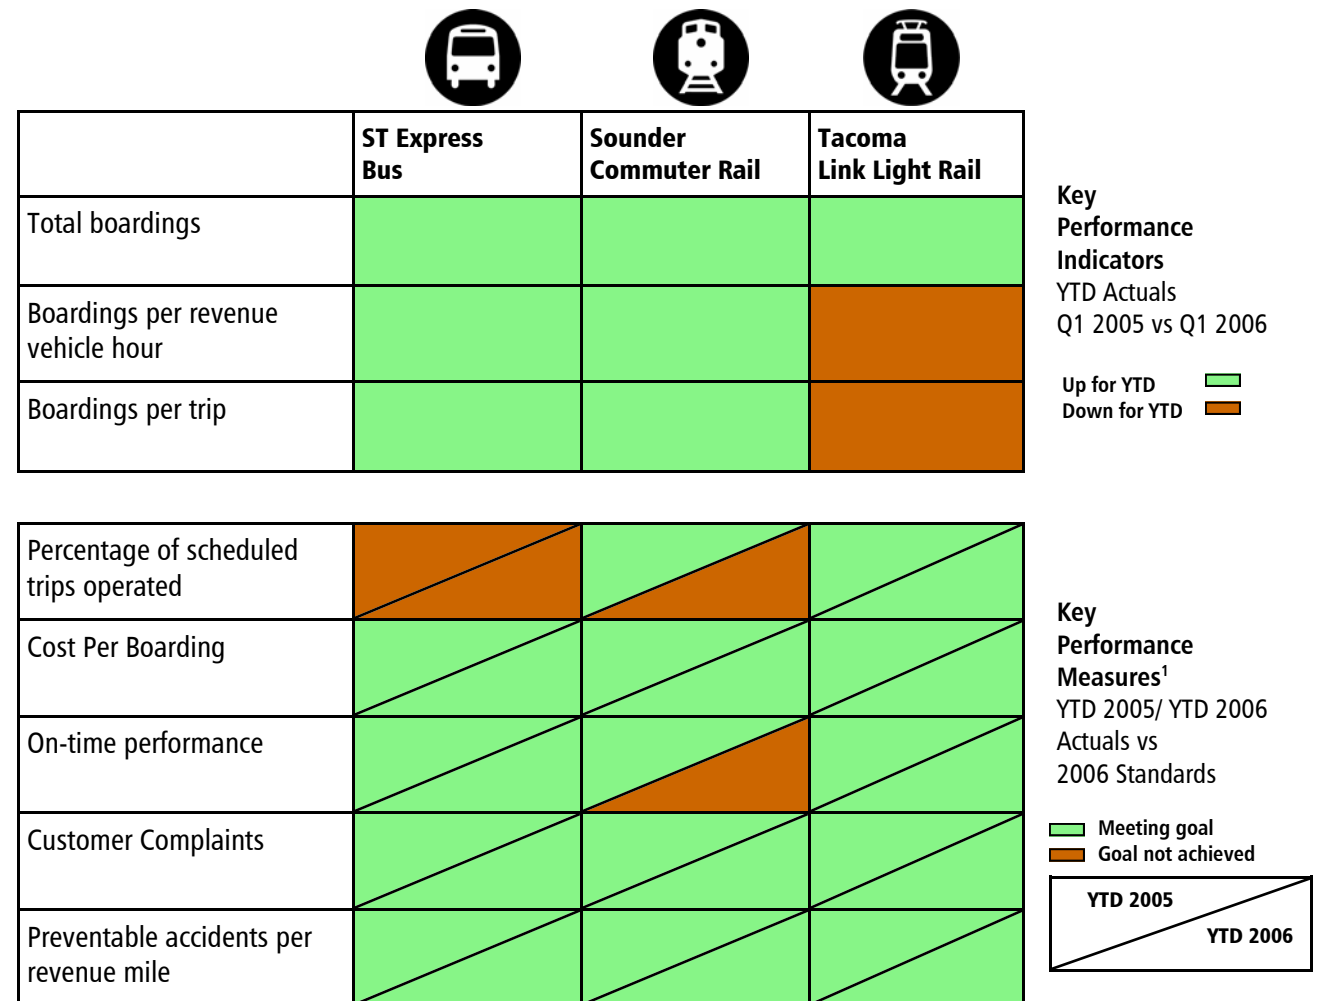 ST Express
Bus
Sounder
Commuter Rail
Tacoma
Link Light Rail
Total boardings
Boardings per revenue
vehicle hour
Boardings per trip
Key
Performance
Indicators
YTD Actuals
Q1 2005 vs Q1 2006
Up for YTD
Down for YTD
Percentage of scheduled
trips operated
Cost Per Boarding
On-time performance
Customer Complaints
Preventable accidents per
revenue mile
Key
Performance
Measures¹
YTD 2005/ YTD 2006
Actuals vs
2006 Standards
Meeting goal
Goal not achieved
YTD 2005
YTD 2006